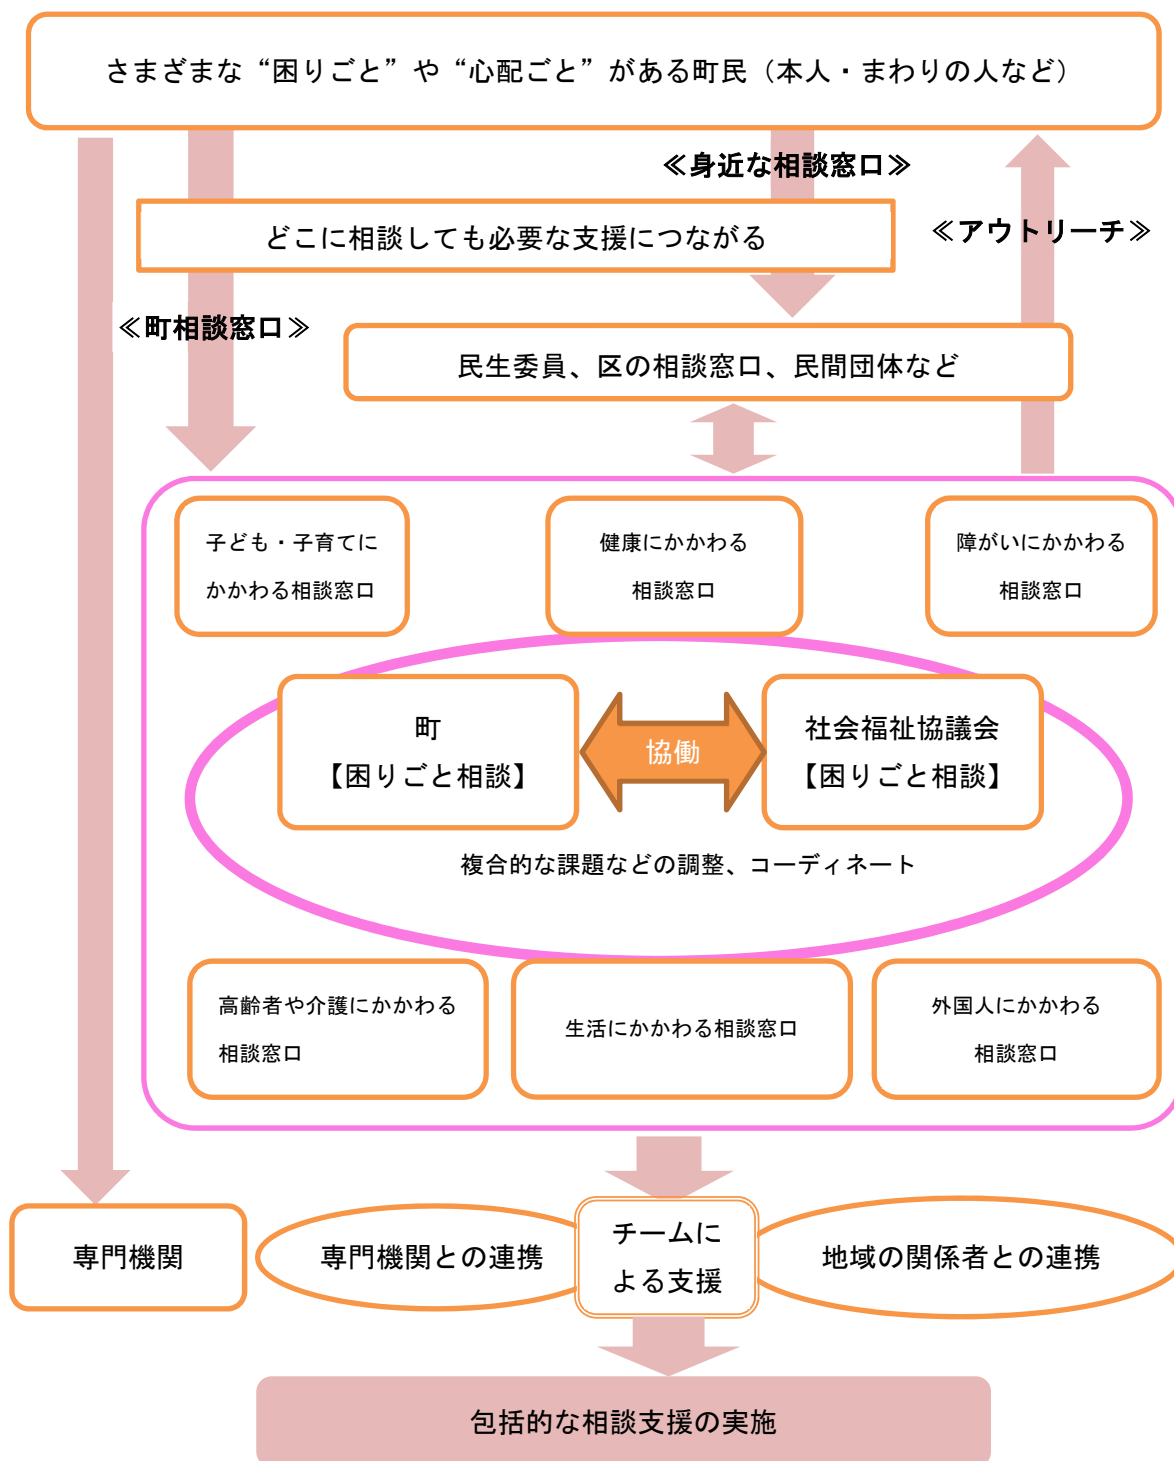 さまざまな“困りごと”や“心配ごと”がある町民（本人・まわりの人など）
≪身近な相談窓口≫
どこに相談しても必要な支援につながる
≪アウトリーチ≫
≪町相談窓口≫
民生委員、区の相談窓口、民間団体など
子ども・子育てに
かかわる相談窓口
健康にかかわる
相談窓口
障がいにかかわる
相談窓口
町
【困りごと相談】
協働
社会福祉協議会
【困りごと相談】
複合的な課題などの調整、コーディネート
高齢者や介護にかかわる
相談窓口
生活にかかわる相談窓口
外国人にかかわる
相談窓口
専門機関
専門機関との連携
チームに
よる支援
地域の関係者との連携
包括的な相談支援の実施